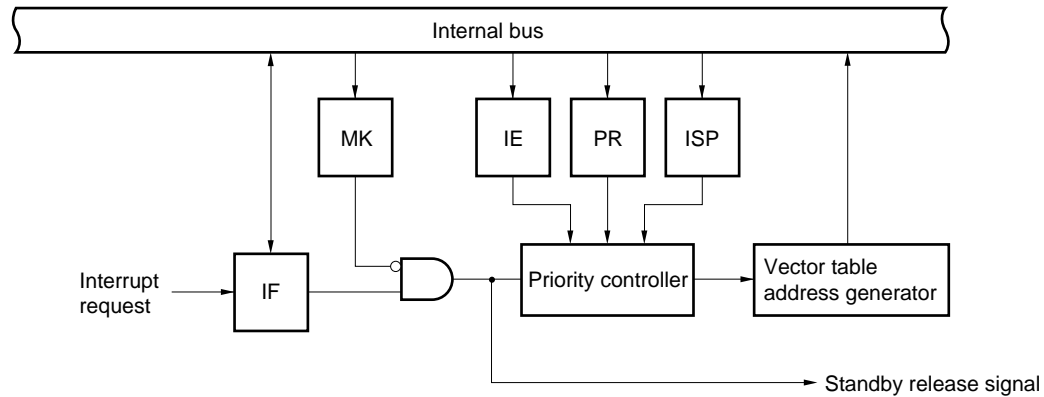 Internal bus
MK
IE
PR
ISP
Interrupt
request
IF
Priority controller
Vector table
address generator
Standby release signal